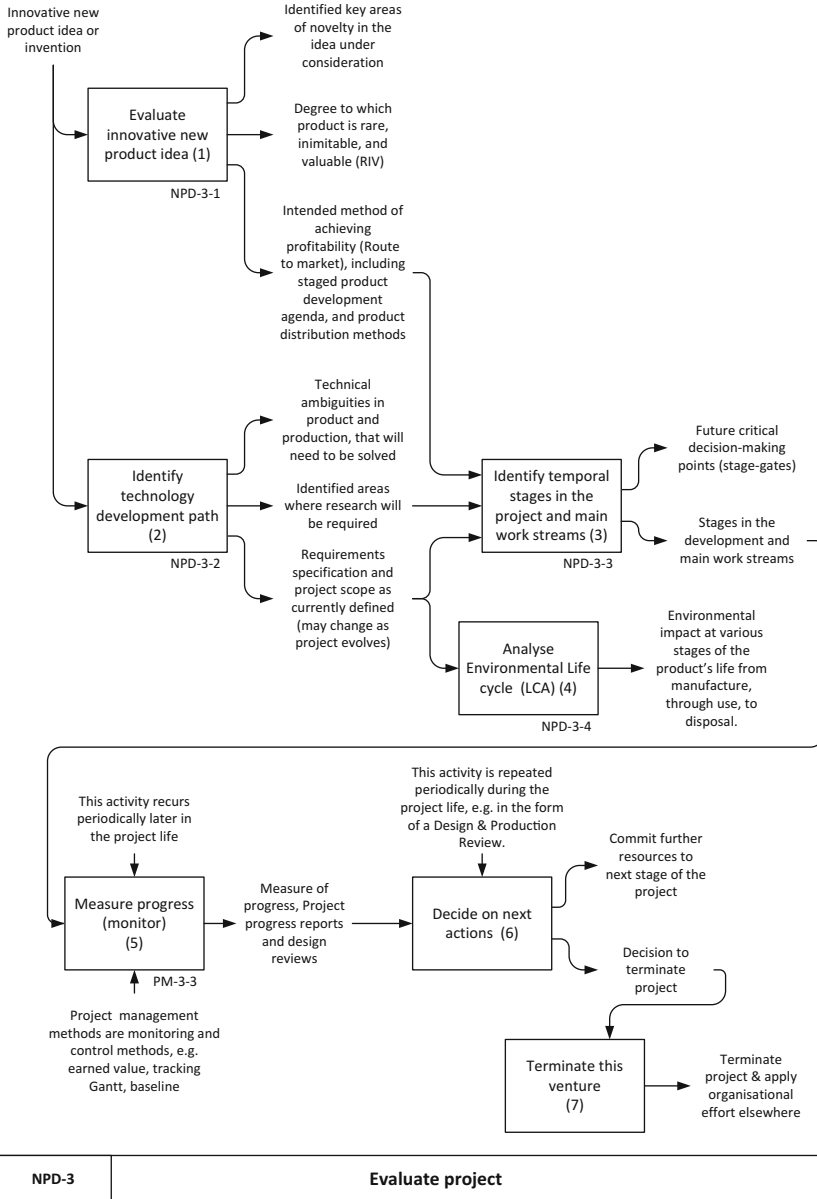 Innovative new
product idea or
invention
Identified key areas
of novelty in the
idea under
consideration
Evaluate
innovative new
product idea (1)
NPD-3-1
Degree to which
product is rare,
inimitable, and
valuable (RIV)
Intended method of
achieving
profitability (Route
to market), including
staged product
development
agenda, and product
distribution methods
Technical
ambiguities in
product and
production, that will
need to be solved
Identify
technology
development path
(2)
NPD-3-2
Identified areas
where research will
be required
Requirements
specification and
project scope as
currently defined
(may change as
project evolves)
Identify temporal
stages in the
project and main
work streams (3)
NPD-3-3
Future critical
decision-making
points (stage-gates)
Stages in the
development and
main work streams
Analyse
Environmental Life
cycle (LCA) (4)
NPD-3-4
Environmental
impact at various
stages of the
product's life from
manufacture,
through use, to
disposal.
This activity recurs
periodically later in
the project life
Measure progress
(monitor)
(5)
PM-3-3
Project management
methods are monitoring and
control methods, e.g.
earned value, tracking
Gantt, baseline
Measure of
progress, Project
progress reports
and design
reviews
This activity is repeated
periodically during the
project life, e.g. in the form
of a Design & Production
Review.
Decide on next
actions (6)
Commit further
resources to
next stage of the
project
Decision to
terminate
project
Terminate this
venture
(7)
Terminate
project & apply
organisational
effort elsewhere
NPD-3
Evaluate project